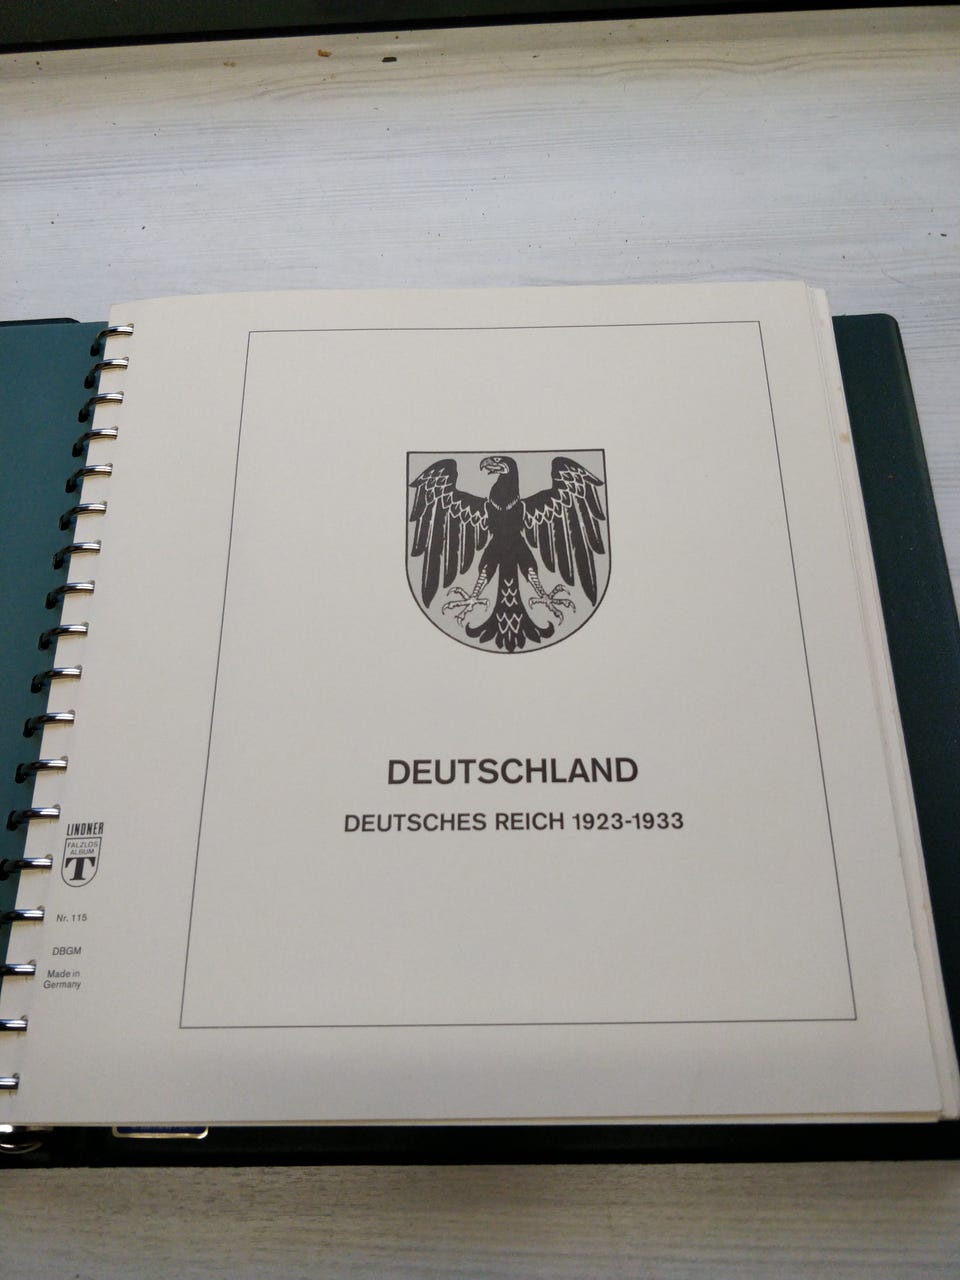 DEUTSCHLAND
DEUTSCHES REICH 1923-1933
LINDNER
FALZLOS
ALBUM
T
Nr. 115
DBGM
Made in
Germany